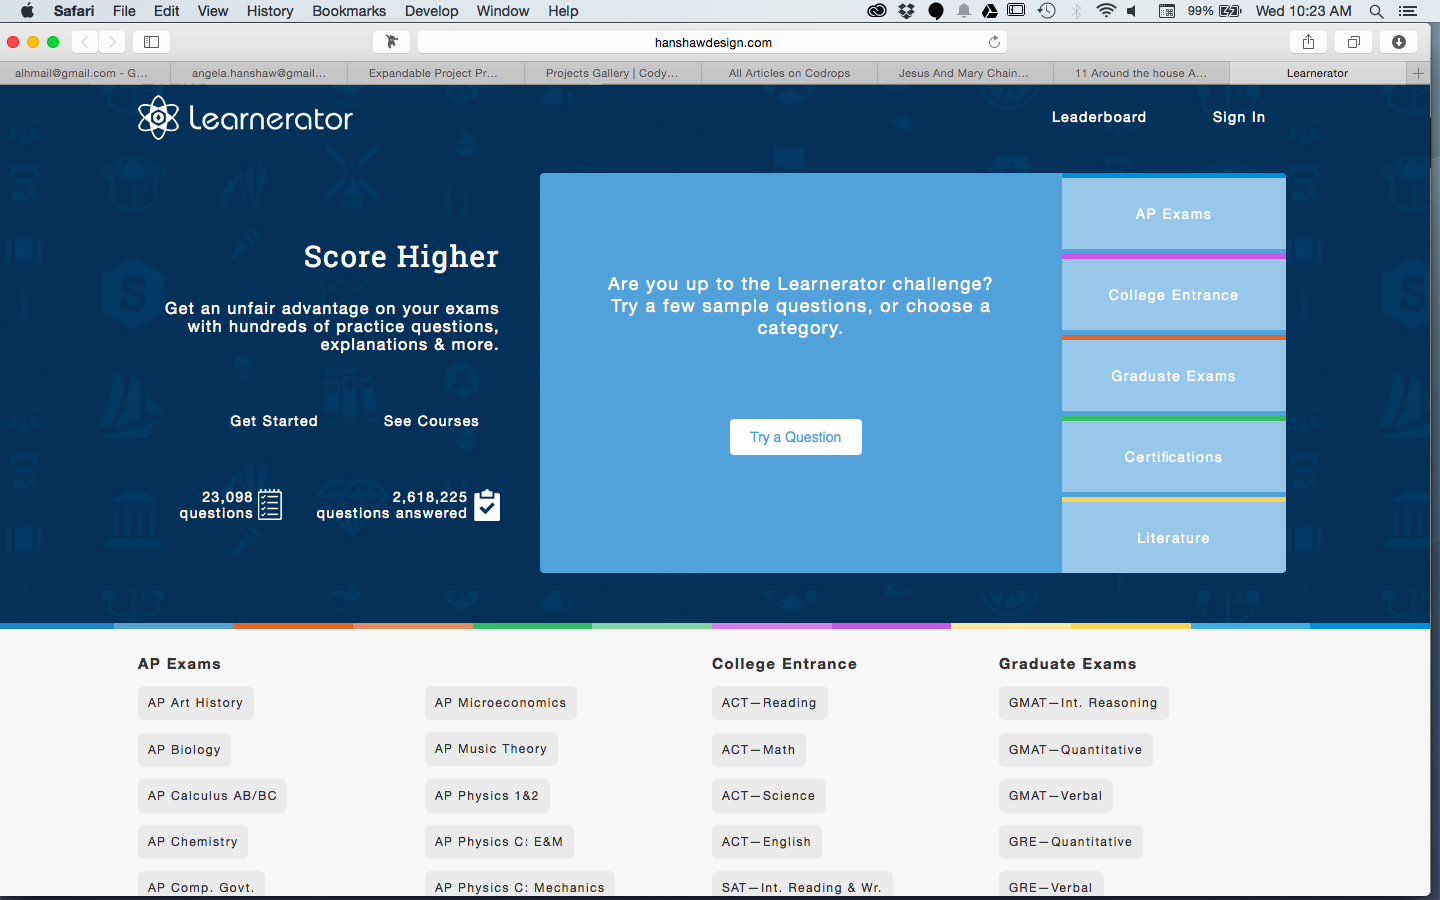 Safari File Edit View History Bookmarks Develop Window Help 99% Wed 10:23 AM
hanshawdesign.com
alhmail@gmail.com - G... angela.hanshaw@gmail... Expandable Project Pr... Projects Gallery | Cody... All Articles on Codrops Jesus And Mary Chain... 11 Around the house A... Learnerator
Learnerator
Leaderboard Sign In
Score Higher
Get an unfair advantage on your exams
with hundreds of practice questions,
explanations & more.
Get Started See Courses
23,098
questions
2,618,225
questions answered
Are you up to the Learnerator challenge?
Try a few sample questions, or choose a
category.
Try a Question
AP Exams
College Entrance
Graduate Exams
Certifications
Literature
AP Exams
AP Art History
AP Biology
AP Calculus AB/BC
AP Chemistry
AP Comp. Govt.
AP Microeconomics
AP Music Theory
AP Physics 1&2
AP Physics C: E&M
AP Physics C: Mechanics
College Entrance
ACT—Reading
ACT—Math
ACT—Science
ACT—English
SAT—Int. Reading & Wr.
Graduate Exams
GMAT—Int. Reasoning
GMAT—Quantitative
GMAT—Verbal
GRE—Quantitative
GRE—Verbal